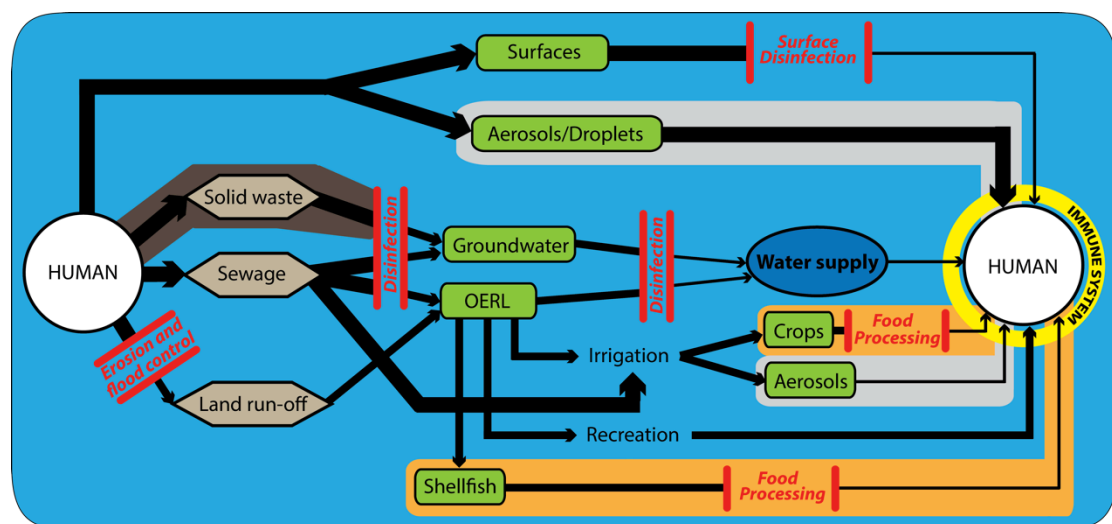 Surfaces
Surface
Disinfection
Aerosols/Droplets
Solid waste
Disinfection
Groundwater
Disinfection
HUMAN
Sewage
OERL
Water supply
HUMAN
IMMUNE SYSTEM
Erosion and
flood control
Crops
Food
Processing
Irrigation
Aerosols
Land run-off
Recreation
Shellfish
Food
Processing